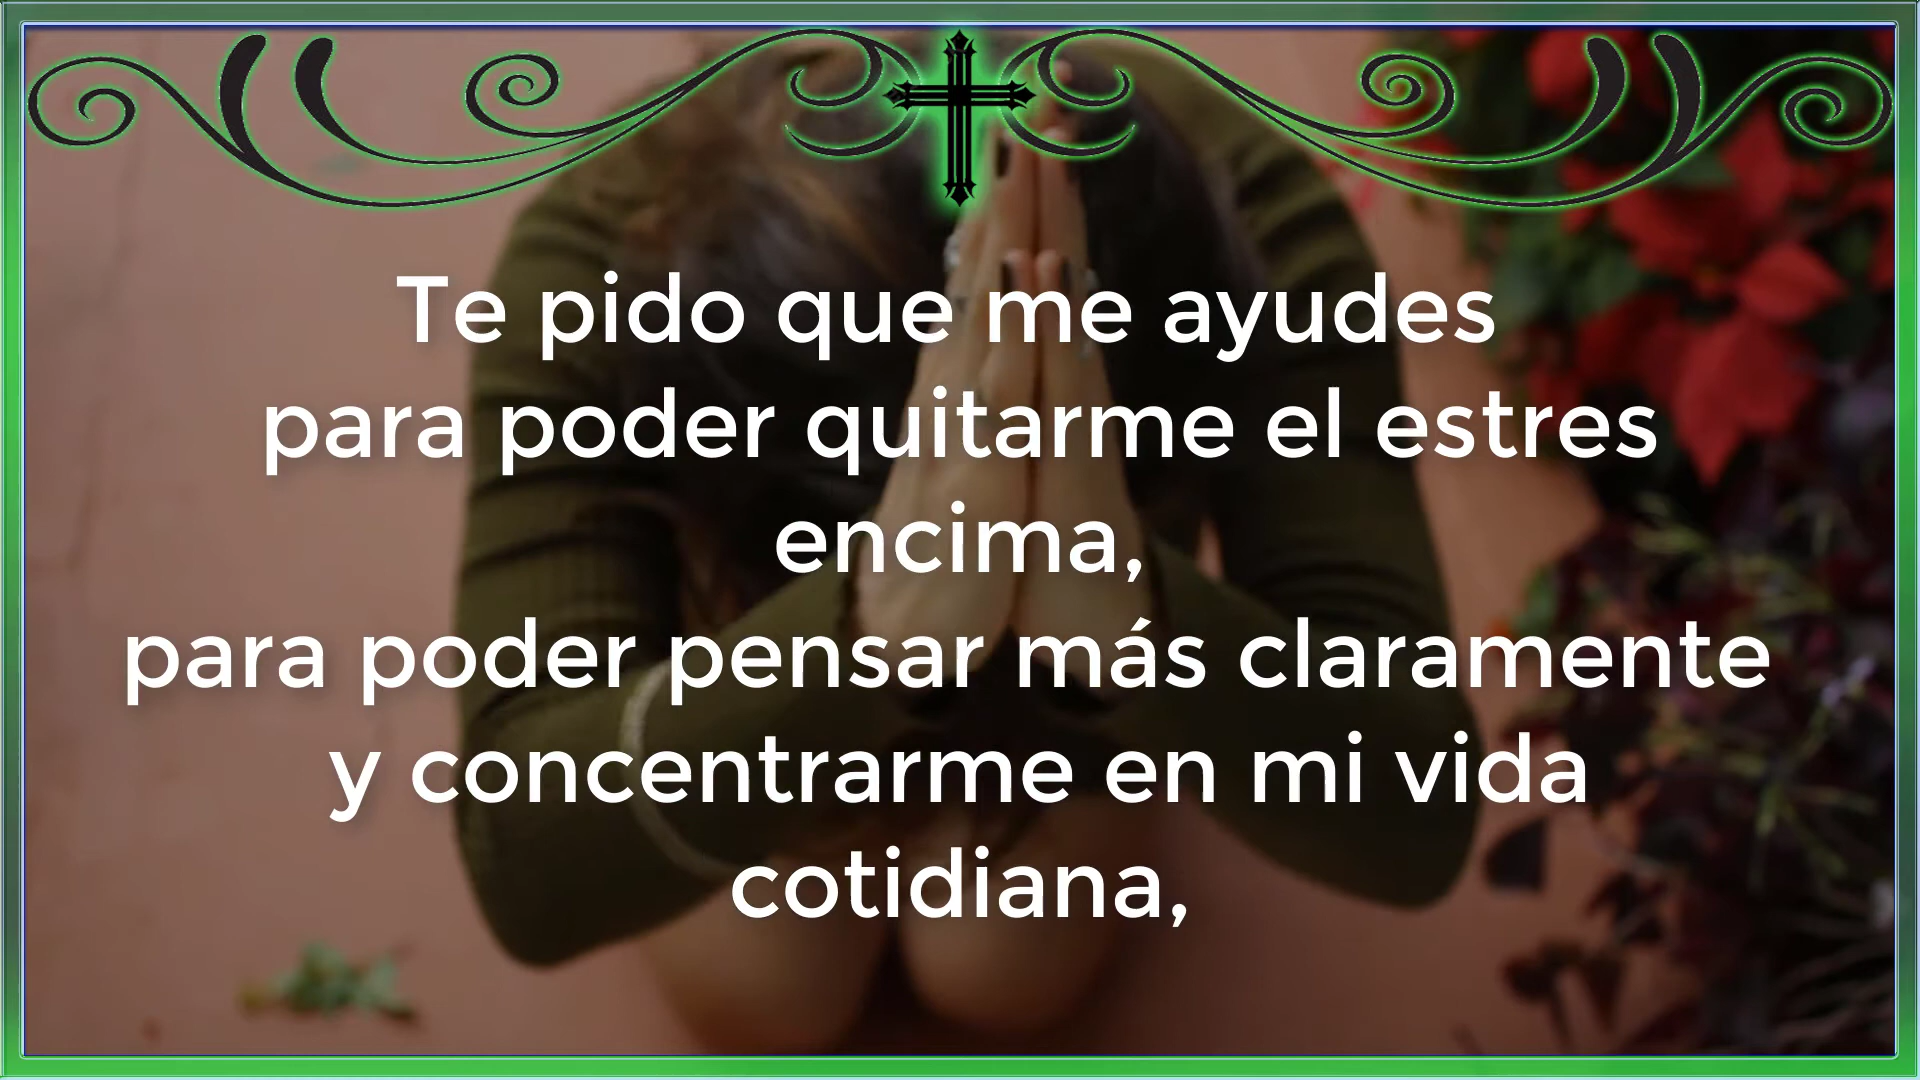 Te pido que me ayudes
para poder quitarme el estres
encima,
para poder pensar más claramente
y concentrarme en mi vida
cotidiana,